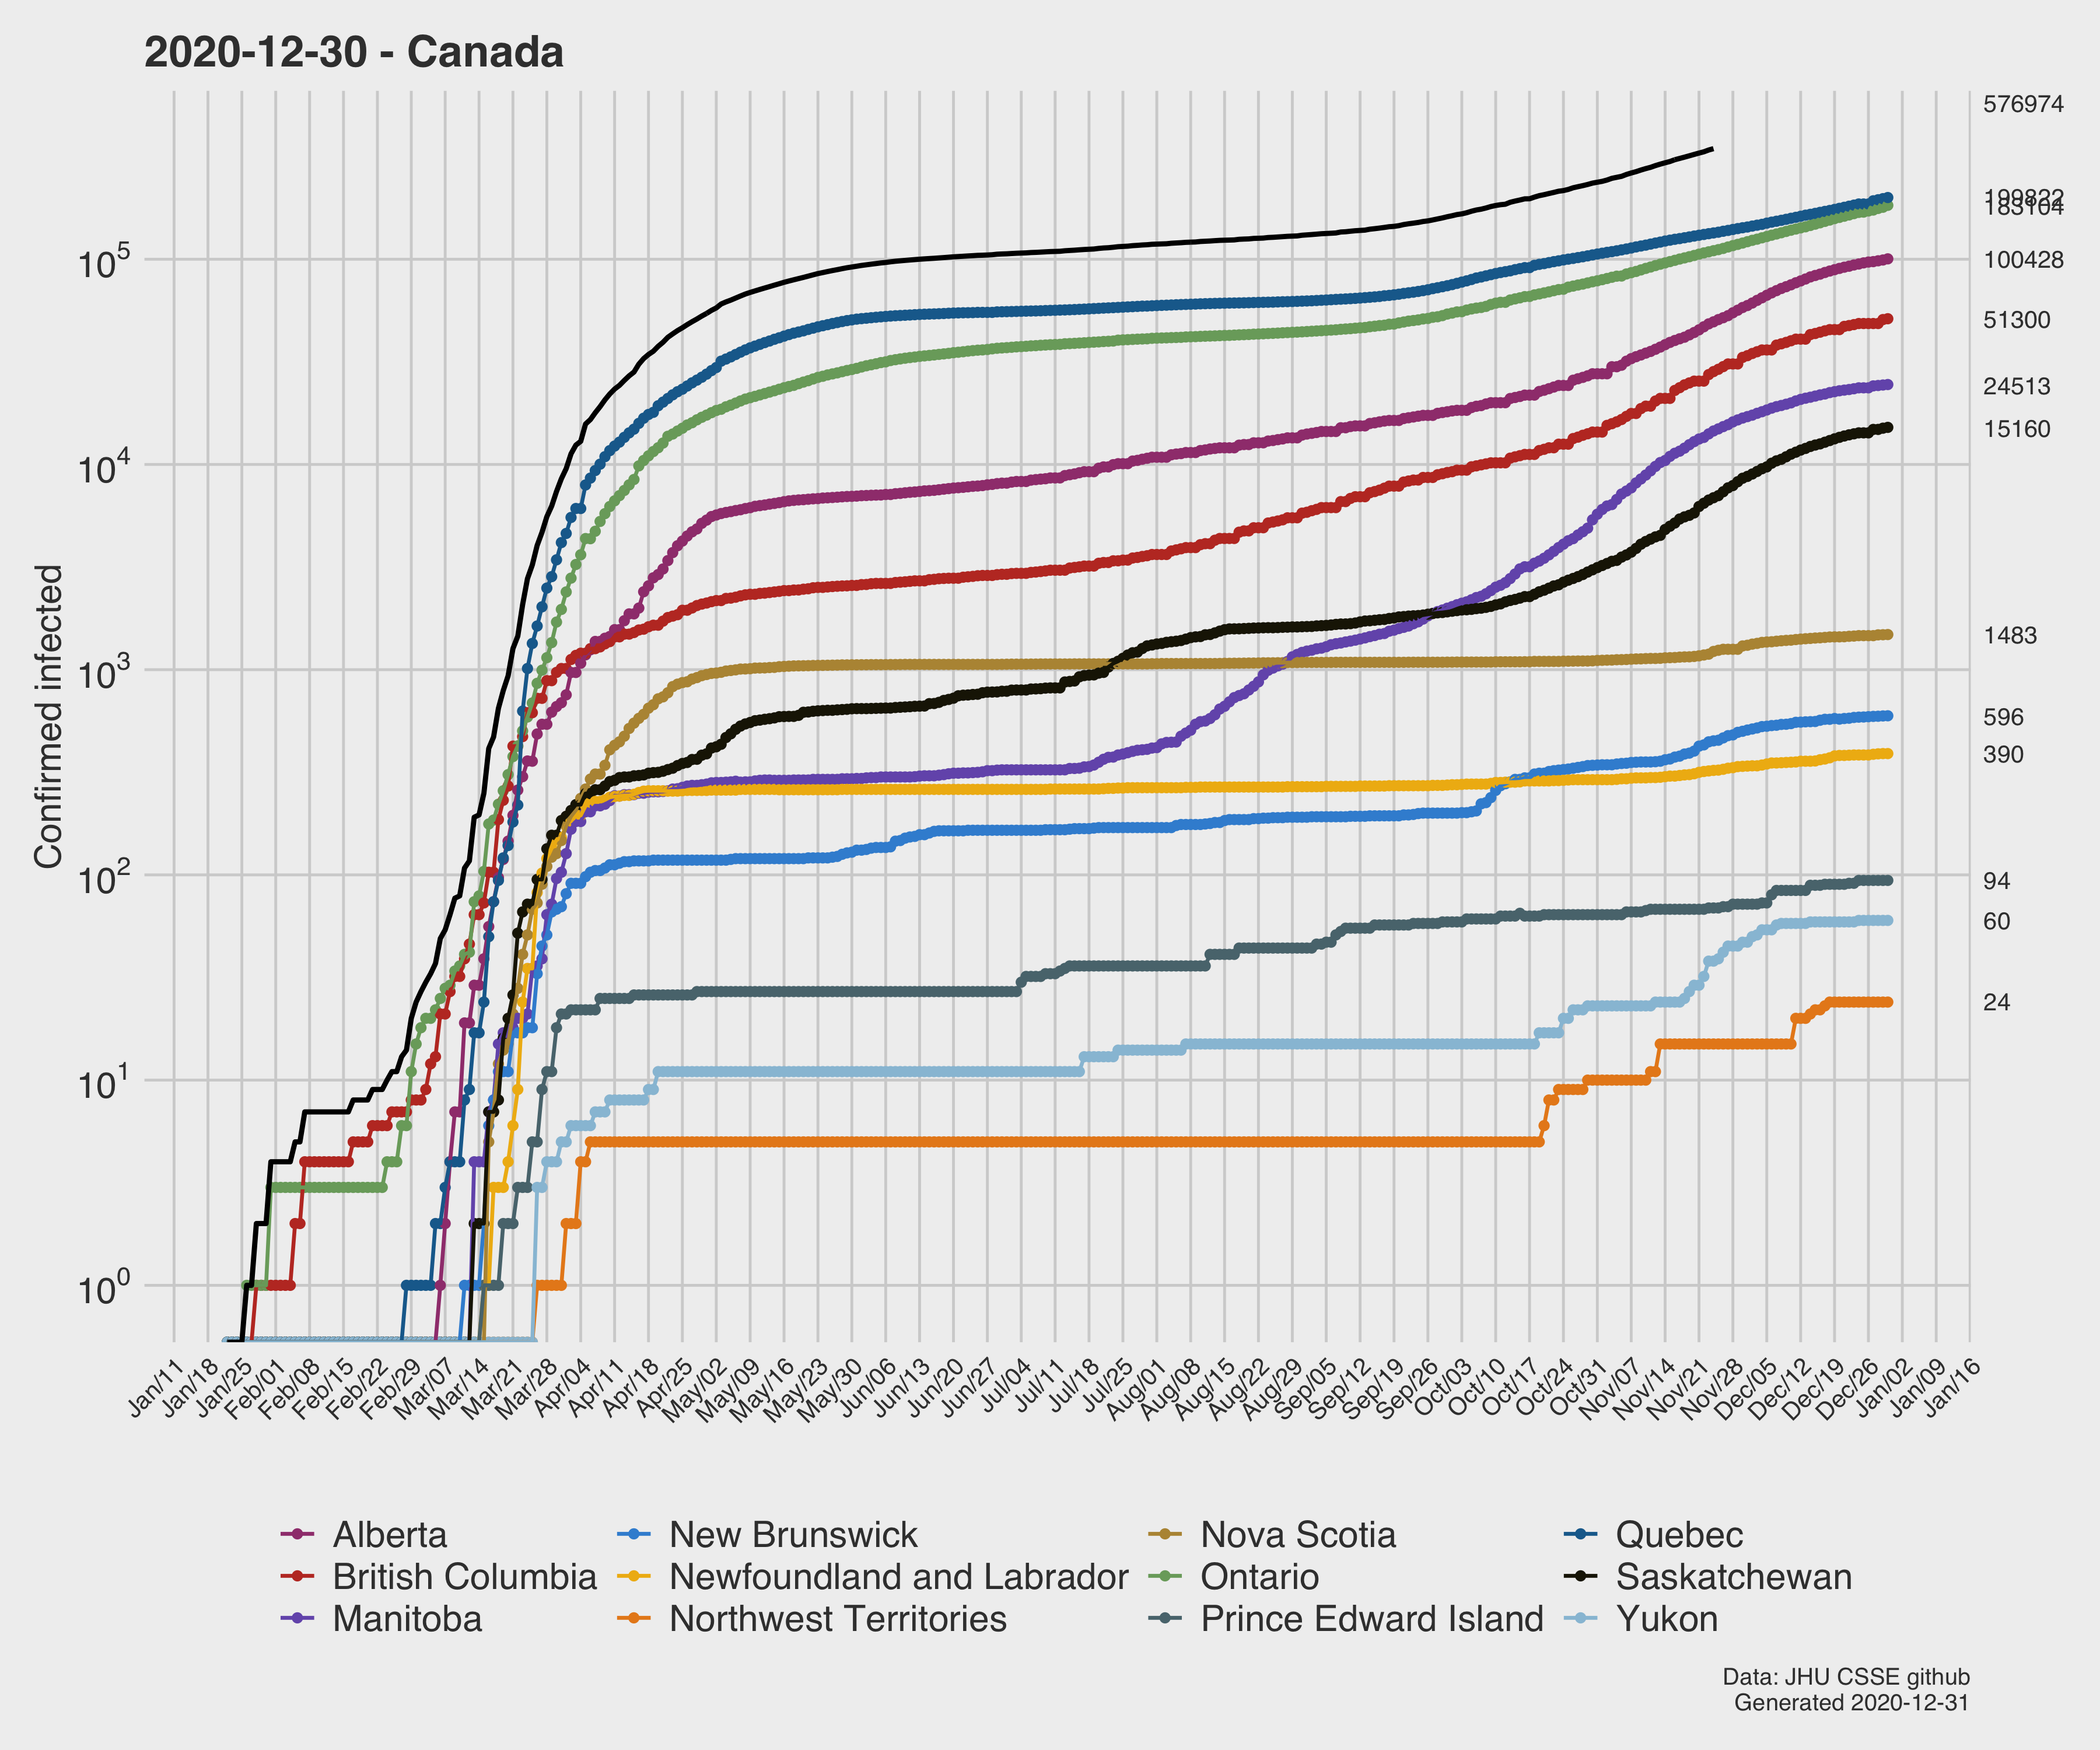 2020-12-30 - Canada
576974
199822
183104
100428
51300
24513
15160
1483
596
390
94
60
24
Confirmed infected
10^5
10^4
10^3
10^2
10^1
10^0
Jan/11 Jan/18 Jan/25 Feb/01 Feb/08 Feb/15 Feb/22 Feb/29 Mar/07 Mar/14 Mar/21 Mar/28 Apr/04 Apr/11 Apr/18 Apr/25 May/02 May/09 May/16 May/23 May/30 Jun/06 Jun/13 Jun/20 Jun/27 Jul/04 Jul/11 Jul/18 Jul/25 Aug/01 Aug/08 Aug/15 Aug/22 Aug/29 Sep/05 Sep/12 Sep/19 Sep/26 Oct/03 Oct/10 Oct/17 Oct/24 Oct/31 Nov/07 Nov/14 Nov/21 Nov/28 Dec/05 Dec/12 Dec/19 Dec/26 Jan/02 Jan/09 Jan/16
Alberta New Brunswick Nova Scotia Quebec
British Columbia Newfoundland and Labrador Ontario Saskatchewan
Manitoba Northwest Territories Prince Edward Island Yukon
Data: JHU CSSE github
Generated 2020-12-31